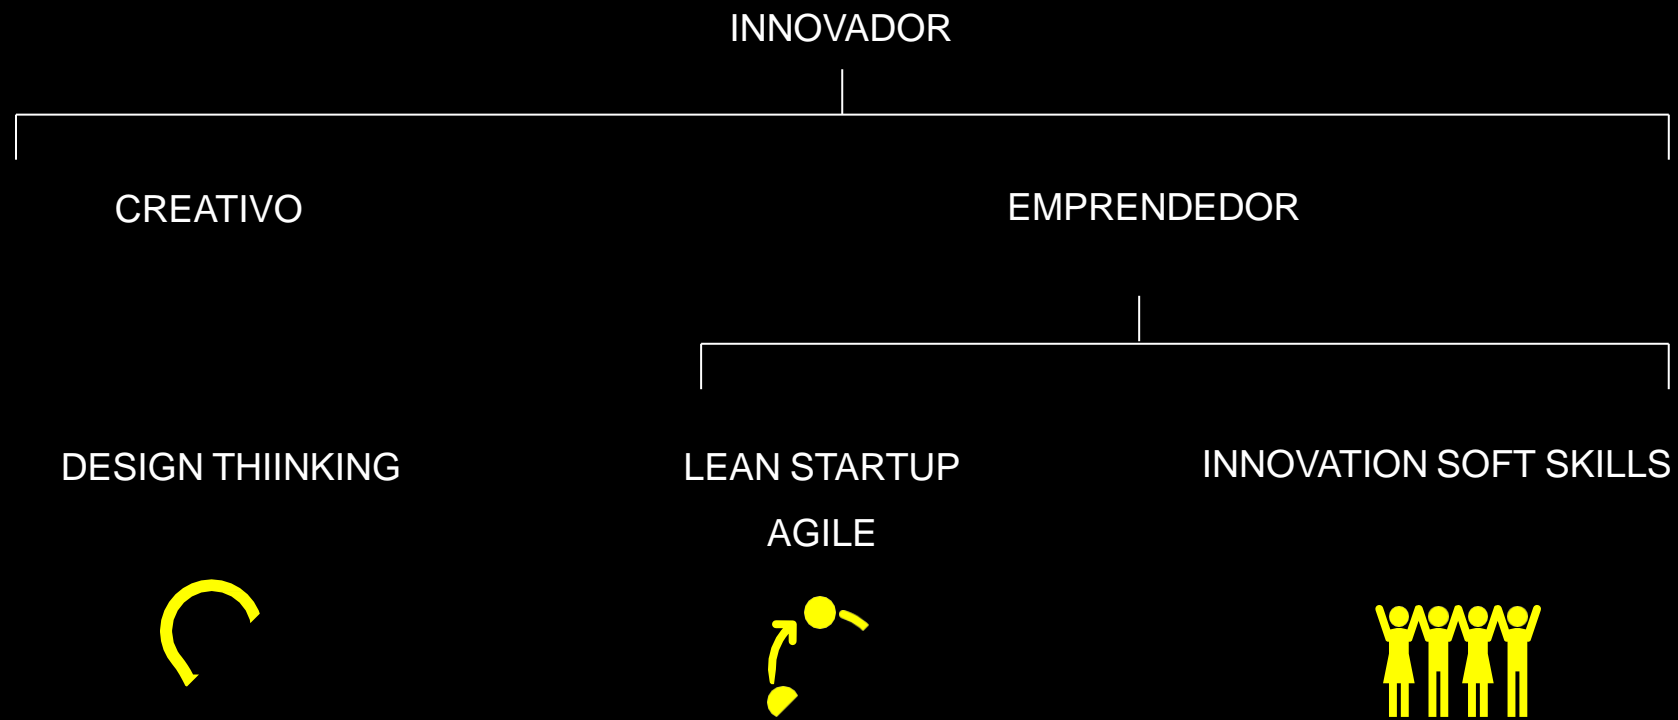 INNOVADOR
CREATIVO
EMPRENDEDOR
DESIGN THIINKING
LEAN STARTUP
AGILE
INNOVATION SOFT SKILLS